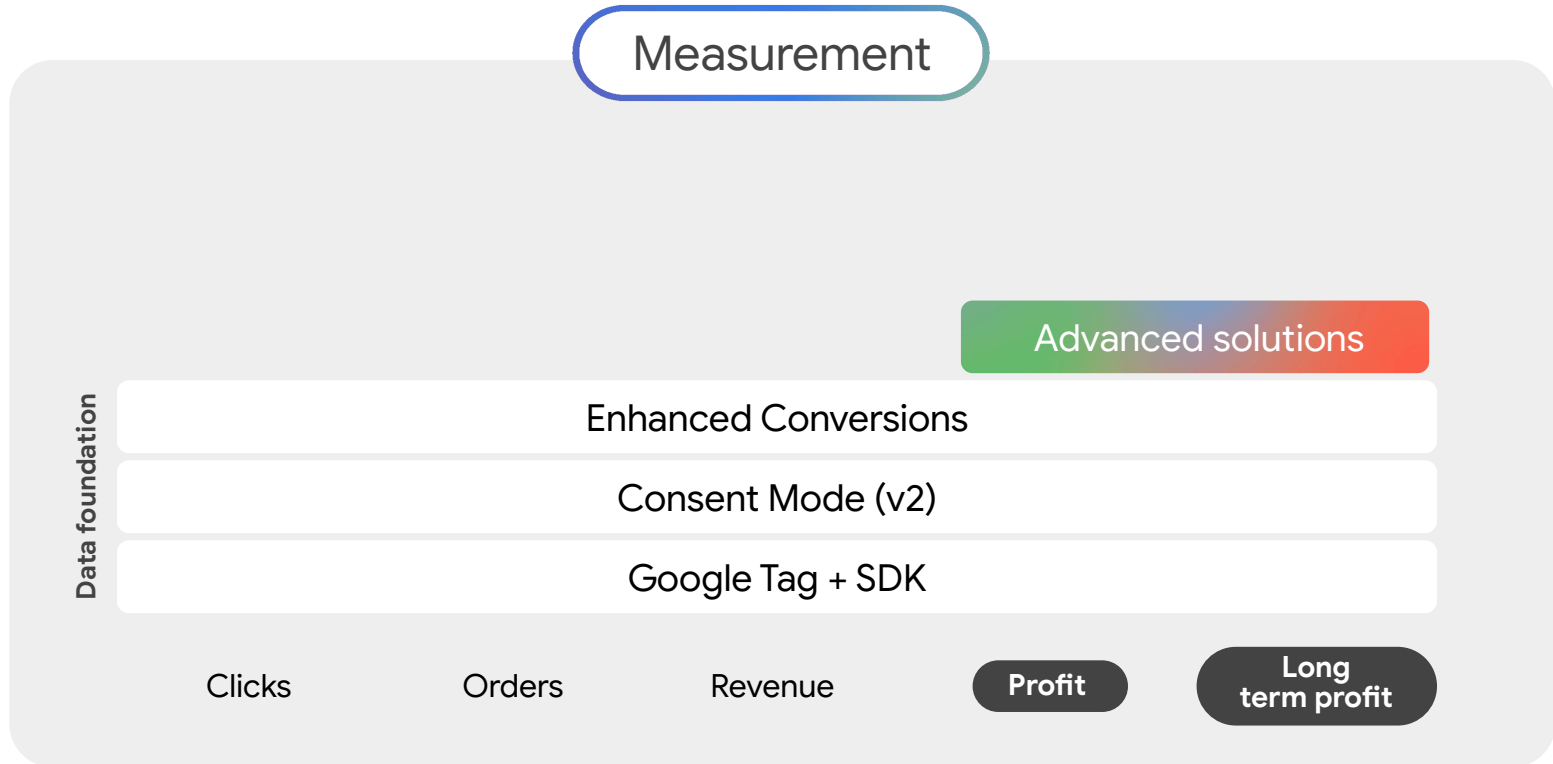 Measurement
Advanced solutions
Data foundation
Enhanced Conversions
Consent Mode (v2)
Google Tag + SDK
Clicks
Orders
Revenue
Profit
Long
term profit